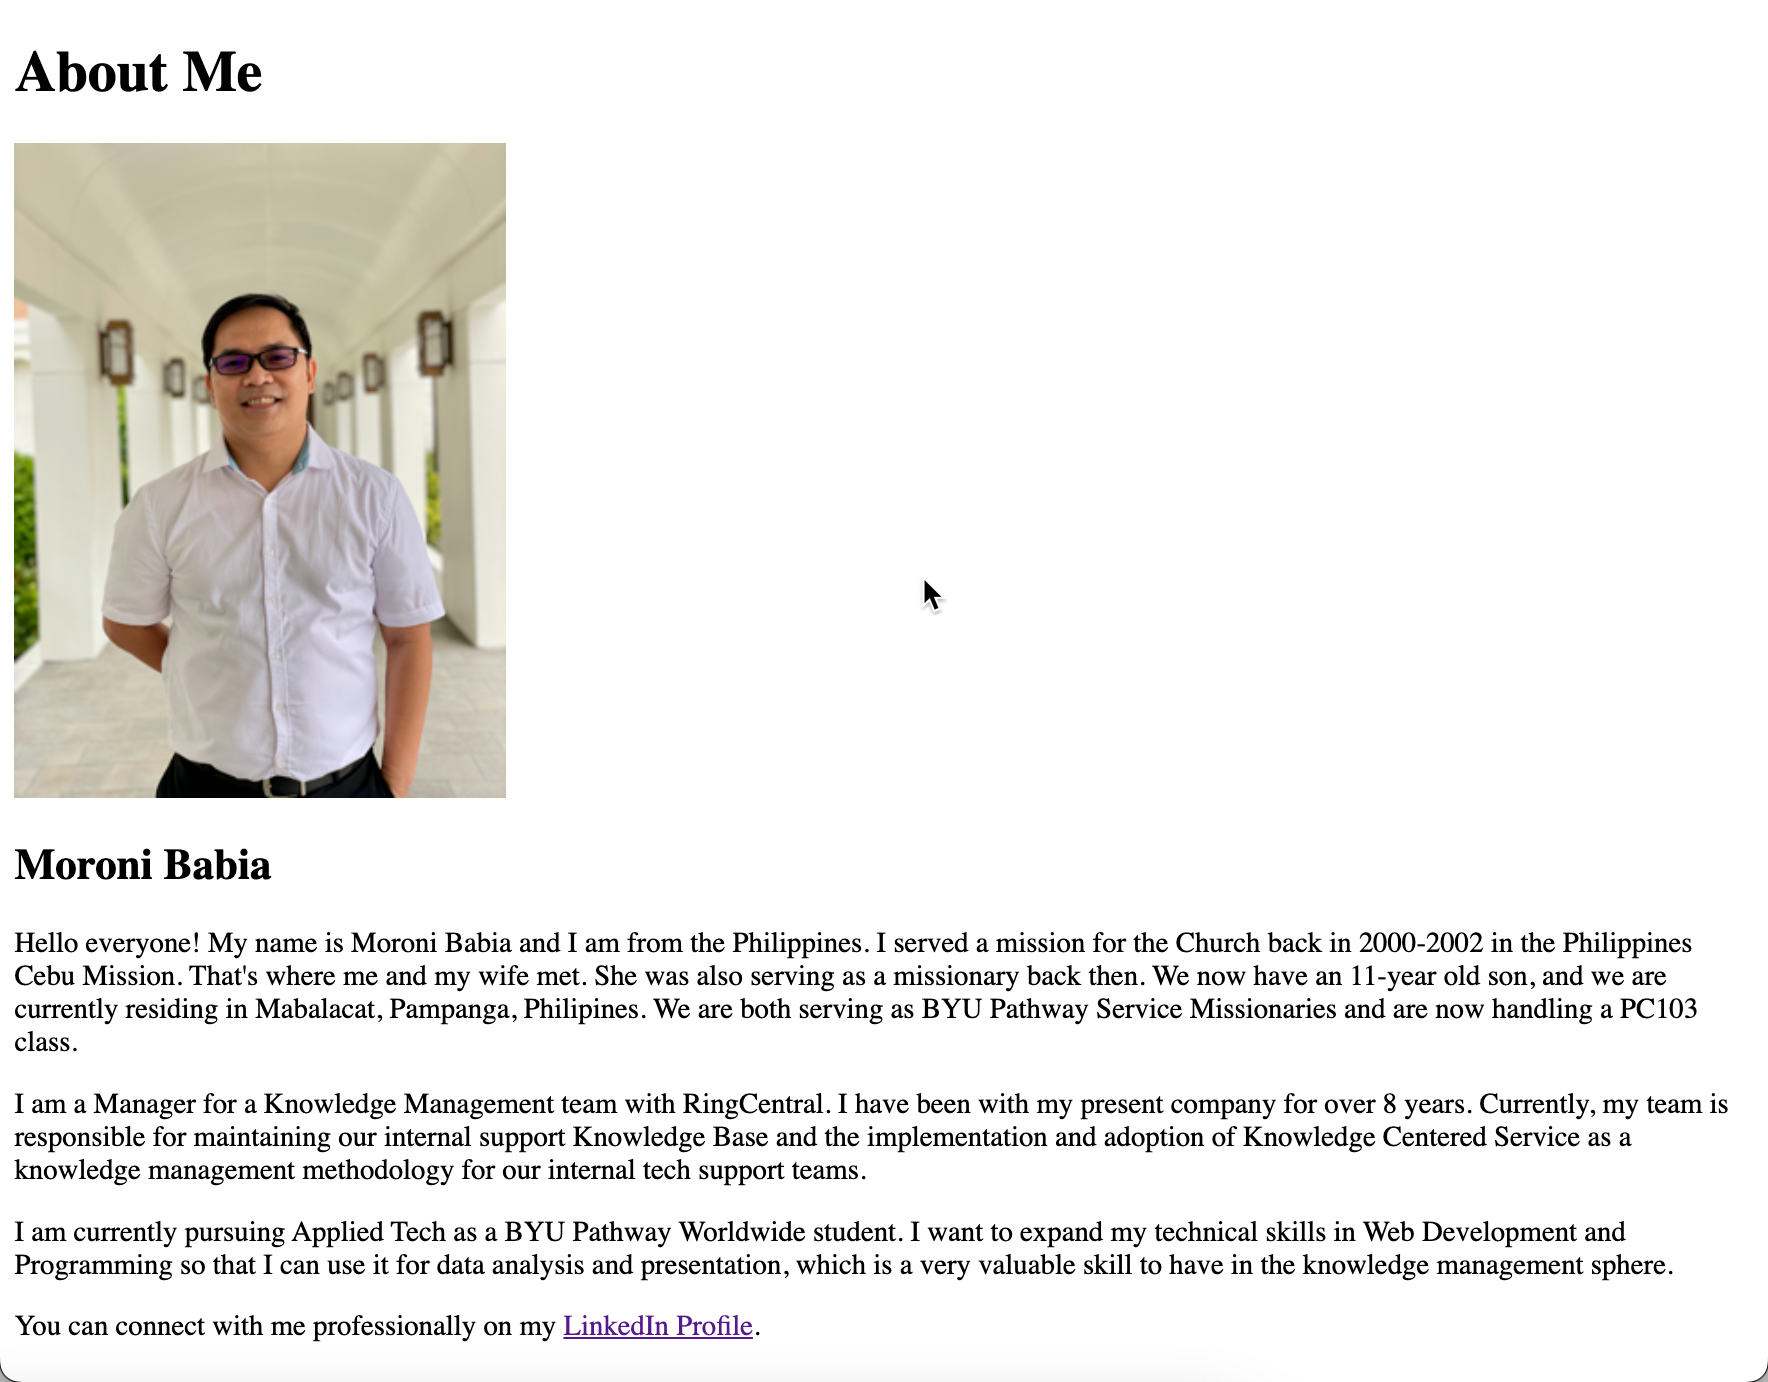 About Me
Moroni Babia
Hello everyone! My name is Moroni Babia and I am from the Philippines. I served a mission for the Church back in 2000-2002 in the Philippines
Cebu Mission. That's where me and my wife met. She was also serving as a missionary back then. We now have an 11-year old son, and we are
currently residing in Mabalacat, Pampanga, Philipines. We are both serving as BYU Pathway Service Missionaries and are now handling a PC103
class.
I am a Manager for a Knowledge Management team with RingCentral. I have been with my present company for over 8 years. Currently, my team is
responsible for maintaining our internal support Knowledge Base and the implementation and adoption of Knowledge Centered Service as a
knowledge management methodology for our internal tech support teams.
I am currently pursuing Applied Tech as a BYU Pathway Worldwide student. I want to expand my technical skills in Web Development and
Programming so that I can use it for data analysis and presentation, which is a very valuable skill to have in the knowledge management sphere.
You can connect with me professionally on my LinkedIn Profile.